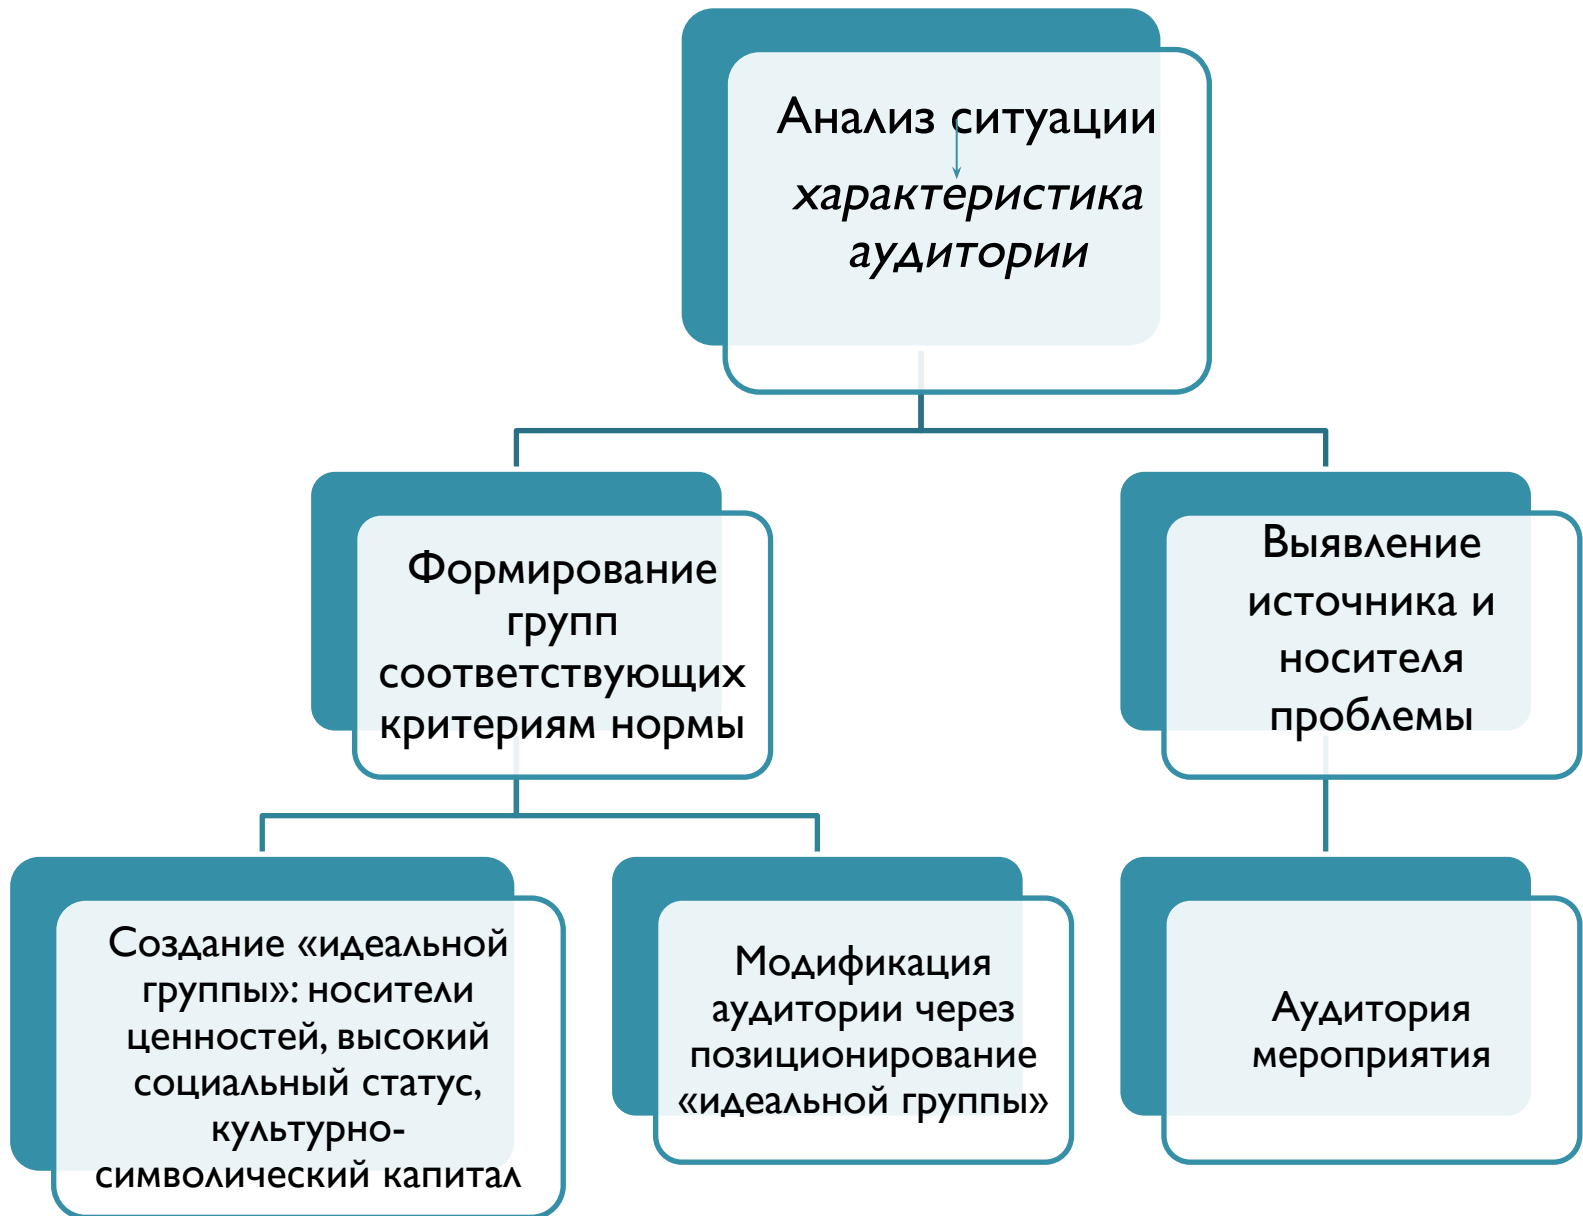 Анализ ситуации
характеристика
аудитории
Формирование
групп
соответствующих
критериям нормы
Выявление
источника и
носителя
проблемы
Создание «идеальной
группы»: носители
ценностей, высокий
социальный статус,
культурно-
символический капитал
Модификация
аудитории через
позиционирование
«идеальной группы»
Аудитория
мероприятия